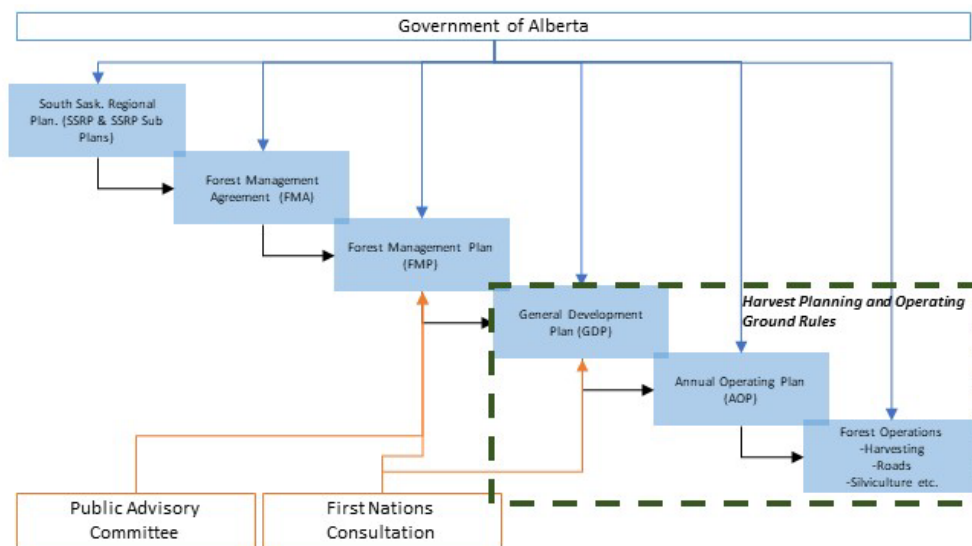 Government of Alberta
South Sask. Regional
Plan. (SSRP & SSRP Sub
Plans)
Forest Management
Agreement (FMA)
Forest Management Plan
(FMP)
Harvest Planning and Operating
Ground Rules
General Development
Plan (GDP)
Annual Operating Plan
(AOP)
Forest Operations
-Harvesting
-Roads
-Silviculture etc.
Public Advisory
Committee
First Nations
Consultation